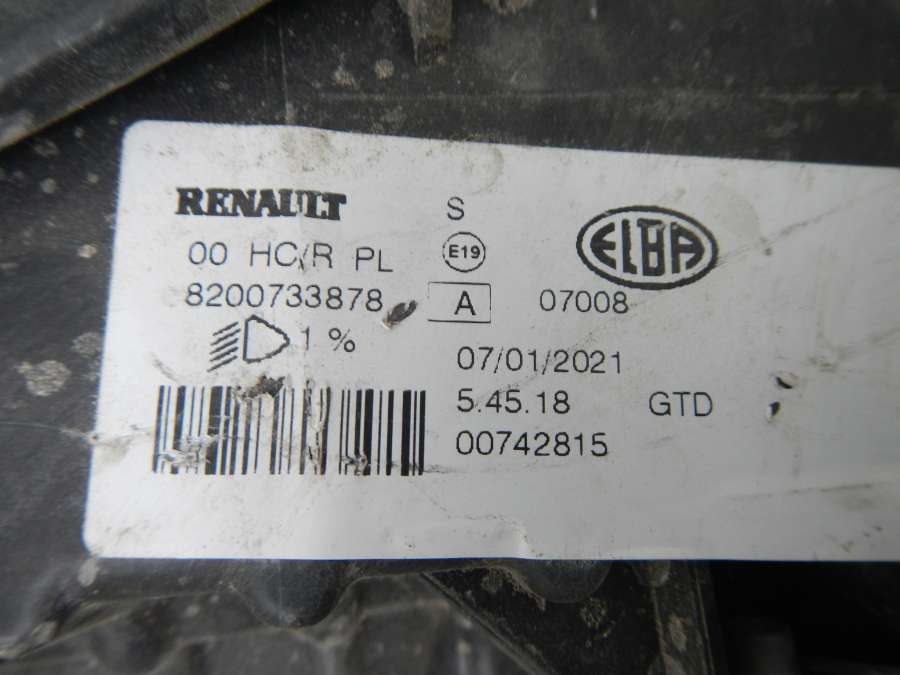 RENAULT S
00 HC/R PL E19 ELBA
8200733878 A 07008
1 % 07/01/2021
5.45.18 GTD
00742815